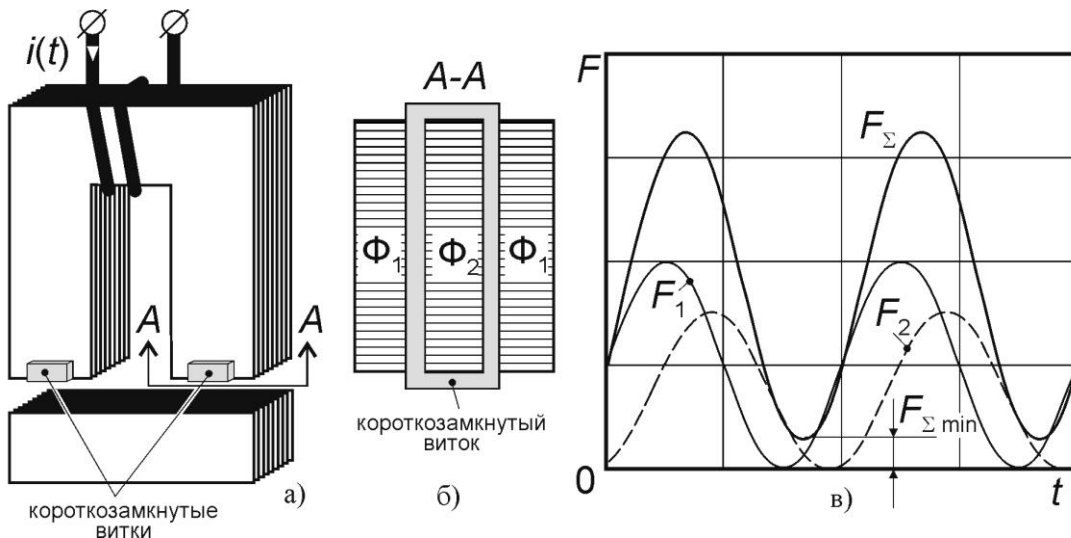 i(t)
A
A
короткозамкнутые
витки
а)
A-A
Φ1
Φ2
Φ1
короткозамкнутый
виток
б)
F
FΣ
F1
F2
FΣ min
0
t
в)